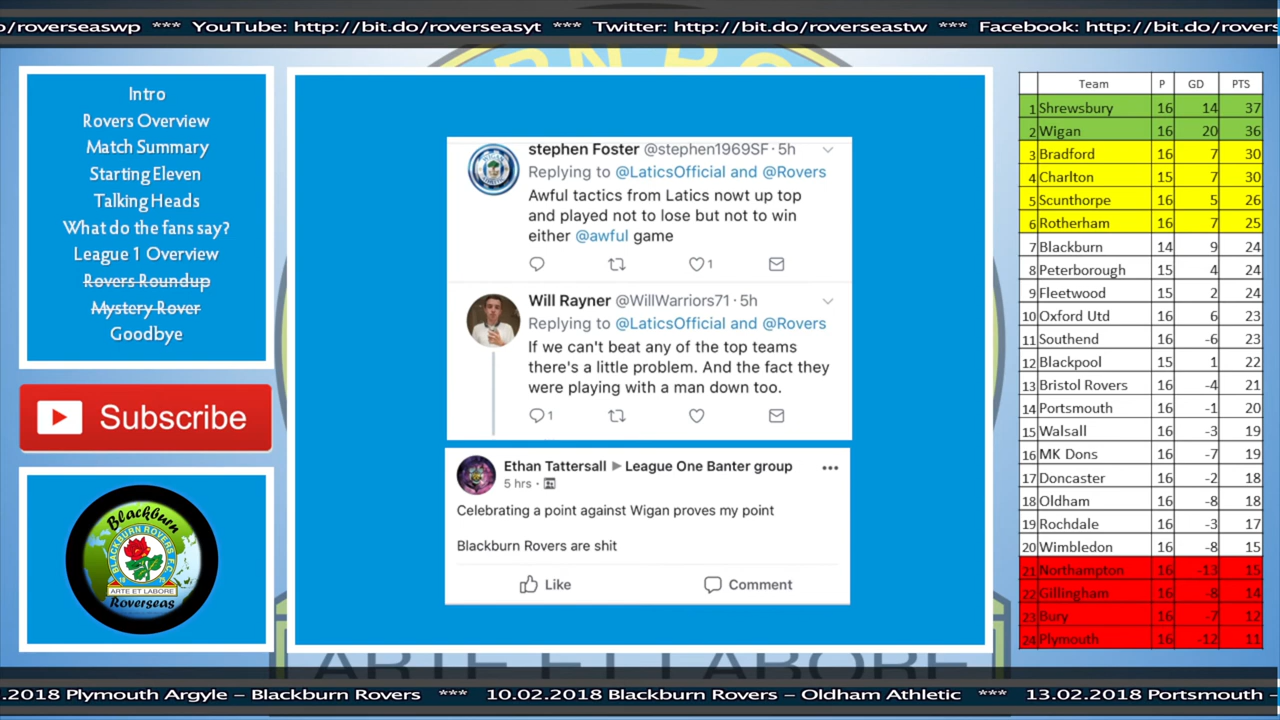 o/roverseaswp *** YouTube: http://bit.do/roverseasyt *** Twitter: http://bit.do/roverseastw *** Facebook: http://bit.do/rovers
Intro
Rovers Overview
Match Summary
Starting Eleven
Talking Heads
What do the fans say?
League 1 Overview
Rovers Roundup
Mystery Rover
Goodbye
Subscribe
Blackburn
BLACKBURN ROVERS F.C.
18 75
ARTE ET LABORE
Roverseas
stephen Foster @stephen1969SF · 5h
Replying to @LaticsOfficial and @Rovers
Awful tactics from Latics nowt up top
and played not to lose but not to win
either @awful game
1
Will Rayner @WillWarriors71 · 5h
Replying to @LaticsOfficial and @Rovers
If we can't beat any of the top teams
there's a little problem. And the fact they
were playing with a man down too.
1
Ethan Tattersall ▶ League One Banter group
5 hrs ·
Celebrating a point against Wigan proves my point
Blackburn Rovers are shit
Like Comment
Team P GD PTS
1 Shrewsbury 16 14 37
2 Wigan 16 20 36
3 Bradford 16 7 30
4 Charlton 15 7 30
5 Scunthorpe 16 5 26
6 Rotherham 16 7 25
7 Blackburn 14 9 24
8 Peterborough 15 4 24
9 Fleetwood 15 2 24
10 Oxford Utd 16 6 23
11 Southend 16 -6 23
12 Blackpool 15 1 22
13 Bristol Rovers 16 -4 21
14 Portsmouth 16 -1 20
15 Walsall 16 -3 19
16 MK Dons 16 -7 19
17 Doncaster 16 -2 18
18 Oldham 16 -8 18
19 Rochdale 16 -3 17
20 Wimbledon 16 -8 15
21 Northampton 16 -13 15
22 Gillingham 16 -8 14
23 Bury 16 -7 12
24 Plymouth 16 -12 11
ARTE ET LABORE
.2018 Plymouth Argyle – Blackburn Rovers *** 10.02.2018 Blackburn Rovers – Oldham Athletic *** 13.02.2018 Portsmouth –